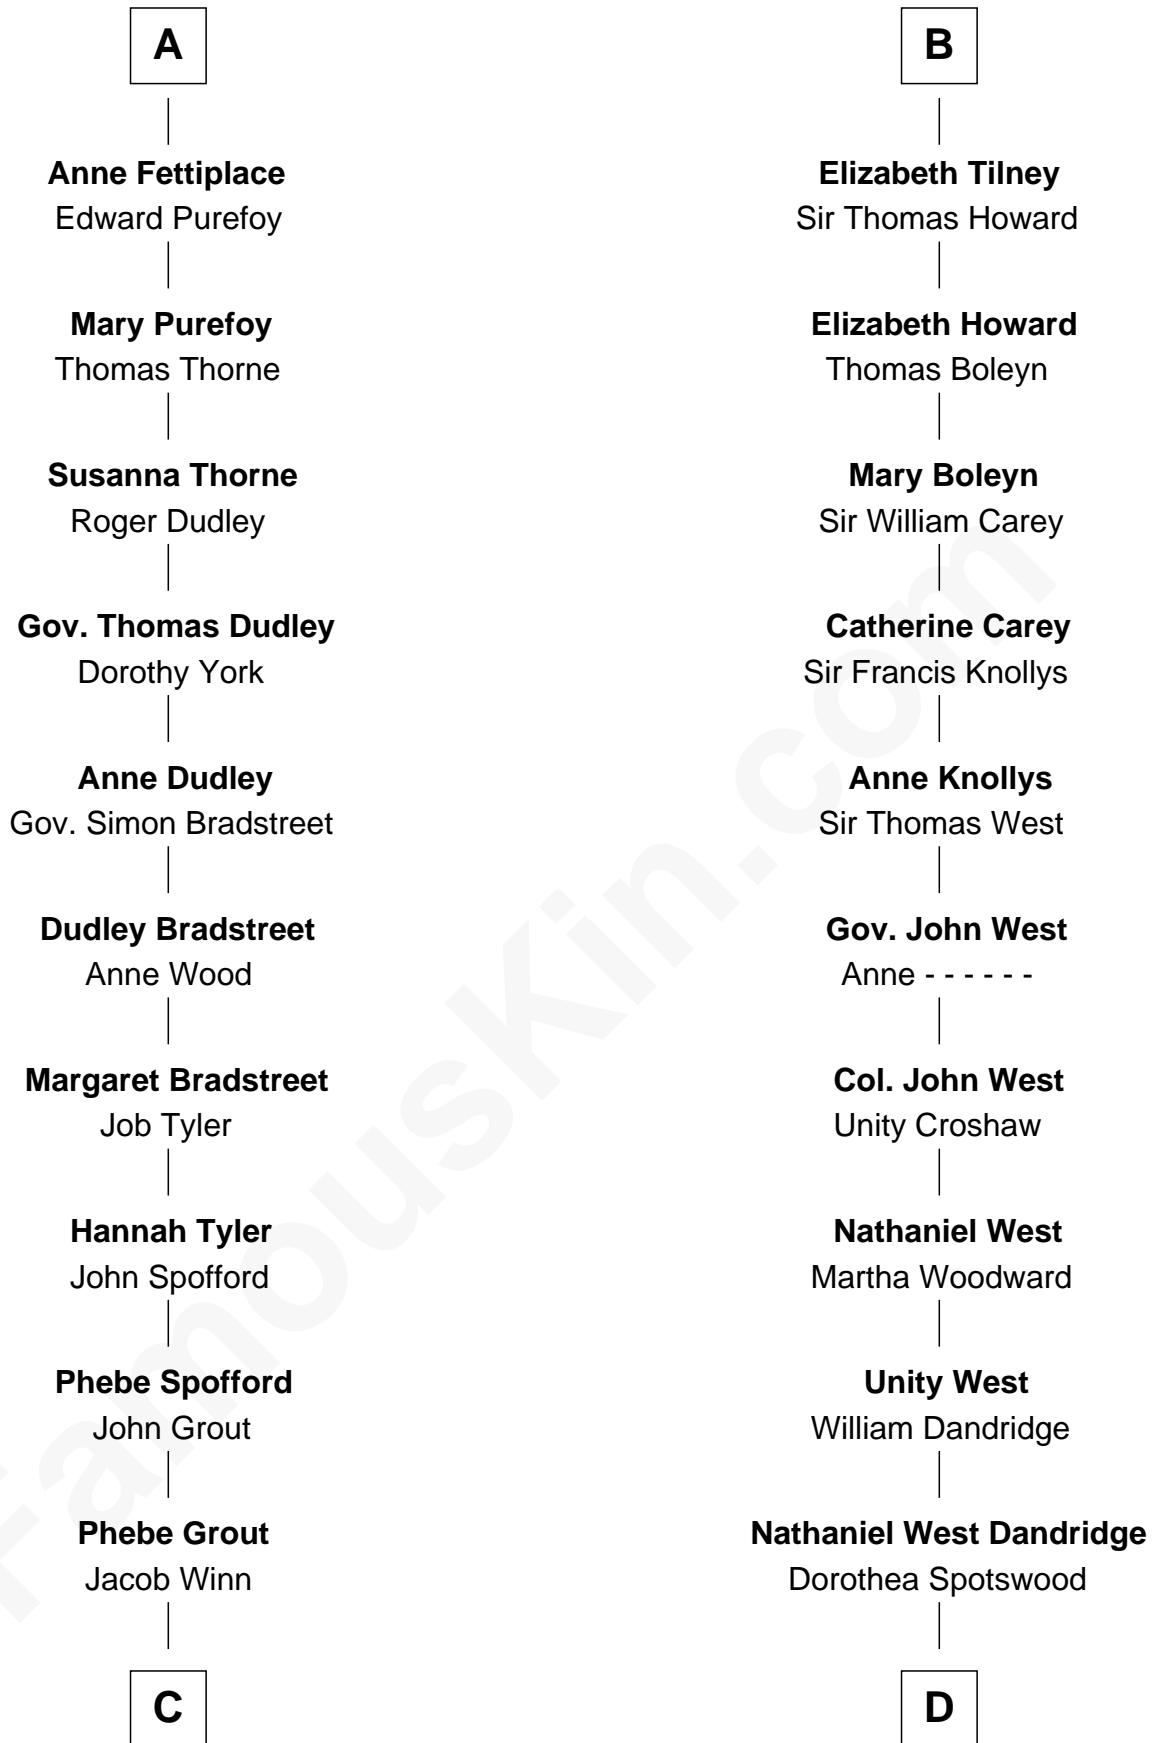 A
Anne Fettiplace
Edward Purefoy
Mary Purefoy
Thomas Thorne
Susanna Thorne
Roger Dudley
Gov. Thomas Dudley
Dorothy York
Anne Dudley
Gov. Simon Bradstreet
Dudley Bradstreet
Anne Wood
Margaret Bradstreet
Job Tyler
Hannah Tyler
John Spofford
Phebe Spofford
John Grout
Phebe Grout
Jacob Winn
C
B
Elizabeth Tilney
Sir Thomas Howard
Elizabeth Howard
Thomas Boleyn
Mary Boleyn
Sir William Carey
Catherine Carey
Sir Francis Knollys
Anne Knollys
Sir Thomas West
Gov. John West
Anne - - - - - -
Col. John West
Unity Croshaw
Nathaniel West
Martha Woodward
Unity West
William Dandridge
Nathaniel West Dandridge
Dorothea Spotswood
D
FamousKin.com